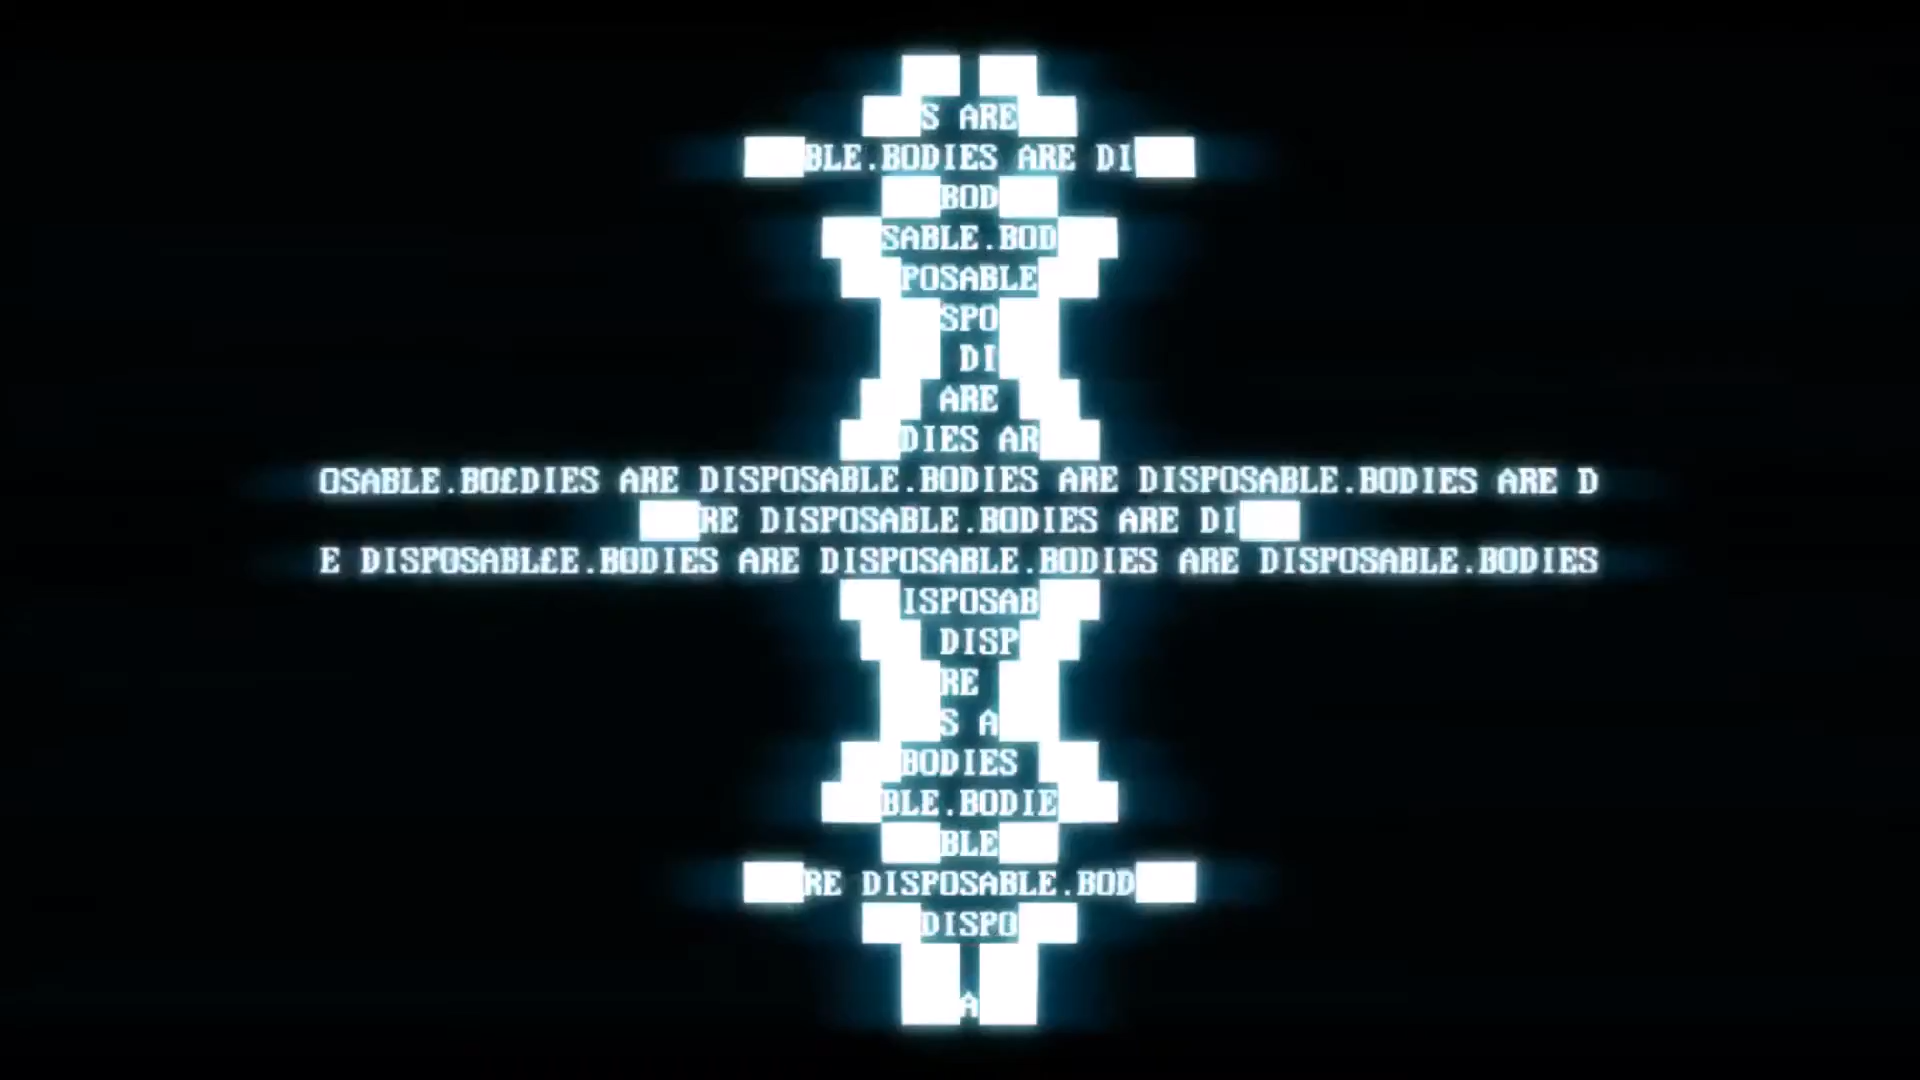 S ARE
BLE.BODIES ARE DI
BOD
SABLE.BOD
POSABLE
SPO
DI
ARE
DIES AR
OSABLE.BO£DIES ARE DISPOSABLE.BODIES ARE DISPOSABLE.BODIES ARE D
RE DISPOSABLE.BODIES ARE DI
E DISPOSABL£E.BODIES ARE DISPOSABLE.BODIES ARE DISPOSABLE.BODIES
ISPOSAB
DISP
RE
S A
BODIES
BLE.BODIE
BLE
RE DISPOSABLE.BOD
DISPO
A